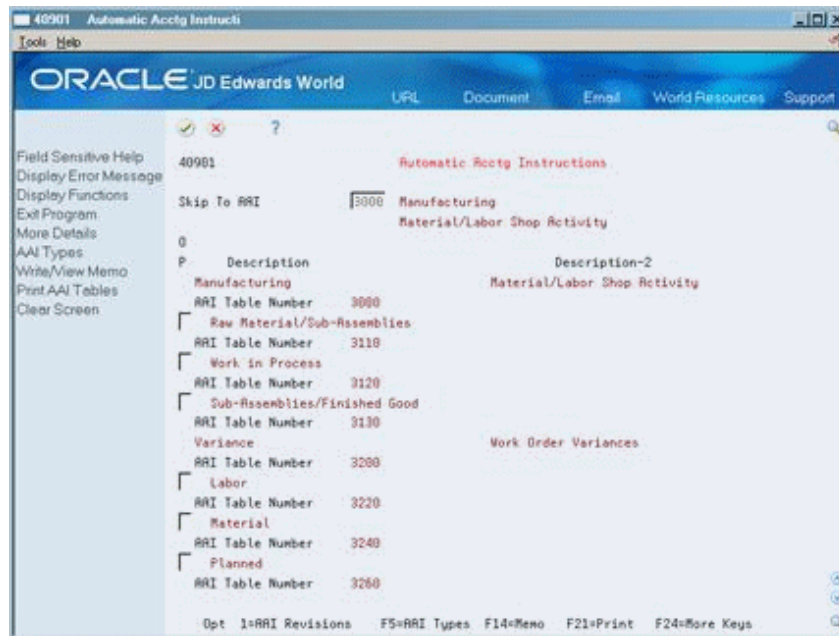 40901 Automatic Acctg Instructi
Tools Help
ORACLE JD Edwards World
URL Document Email World Resources Support
Field Sensitive Help
Display Error Message
Display Functions
Exit Program
More Details
AAI Types
Write/View Memo
Print AAI Tables
Clear Screen
?
40901 Automatic Acctg Instructions
Skip To AAI 3000 Manufacturing
Material/Labor Shop Activity
O
P Description Description-2
Manufacturing Material/Labor Shop Activity
AAI Table Number 3000
Raw Material/Sub-Assemblies
AAI Table Number 3110
Work in Process
AAI Table Number 3120
Sub-Assemblies/Finished Good
AAI Table Number 3130
Variance Work Order Variances
AAI Table Number 3200
Labor
AAI Table Number 3220
Material
AAI Table Number 3240
Planned
AAI Table Number 3260
Opt 1=AAI Revisions F5=AAI Types F14=Memo F21=Print F24=More Keys